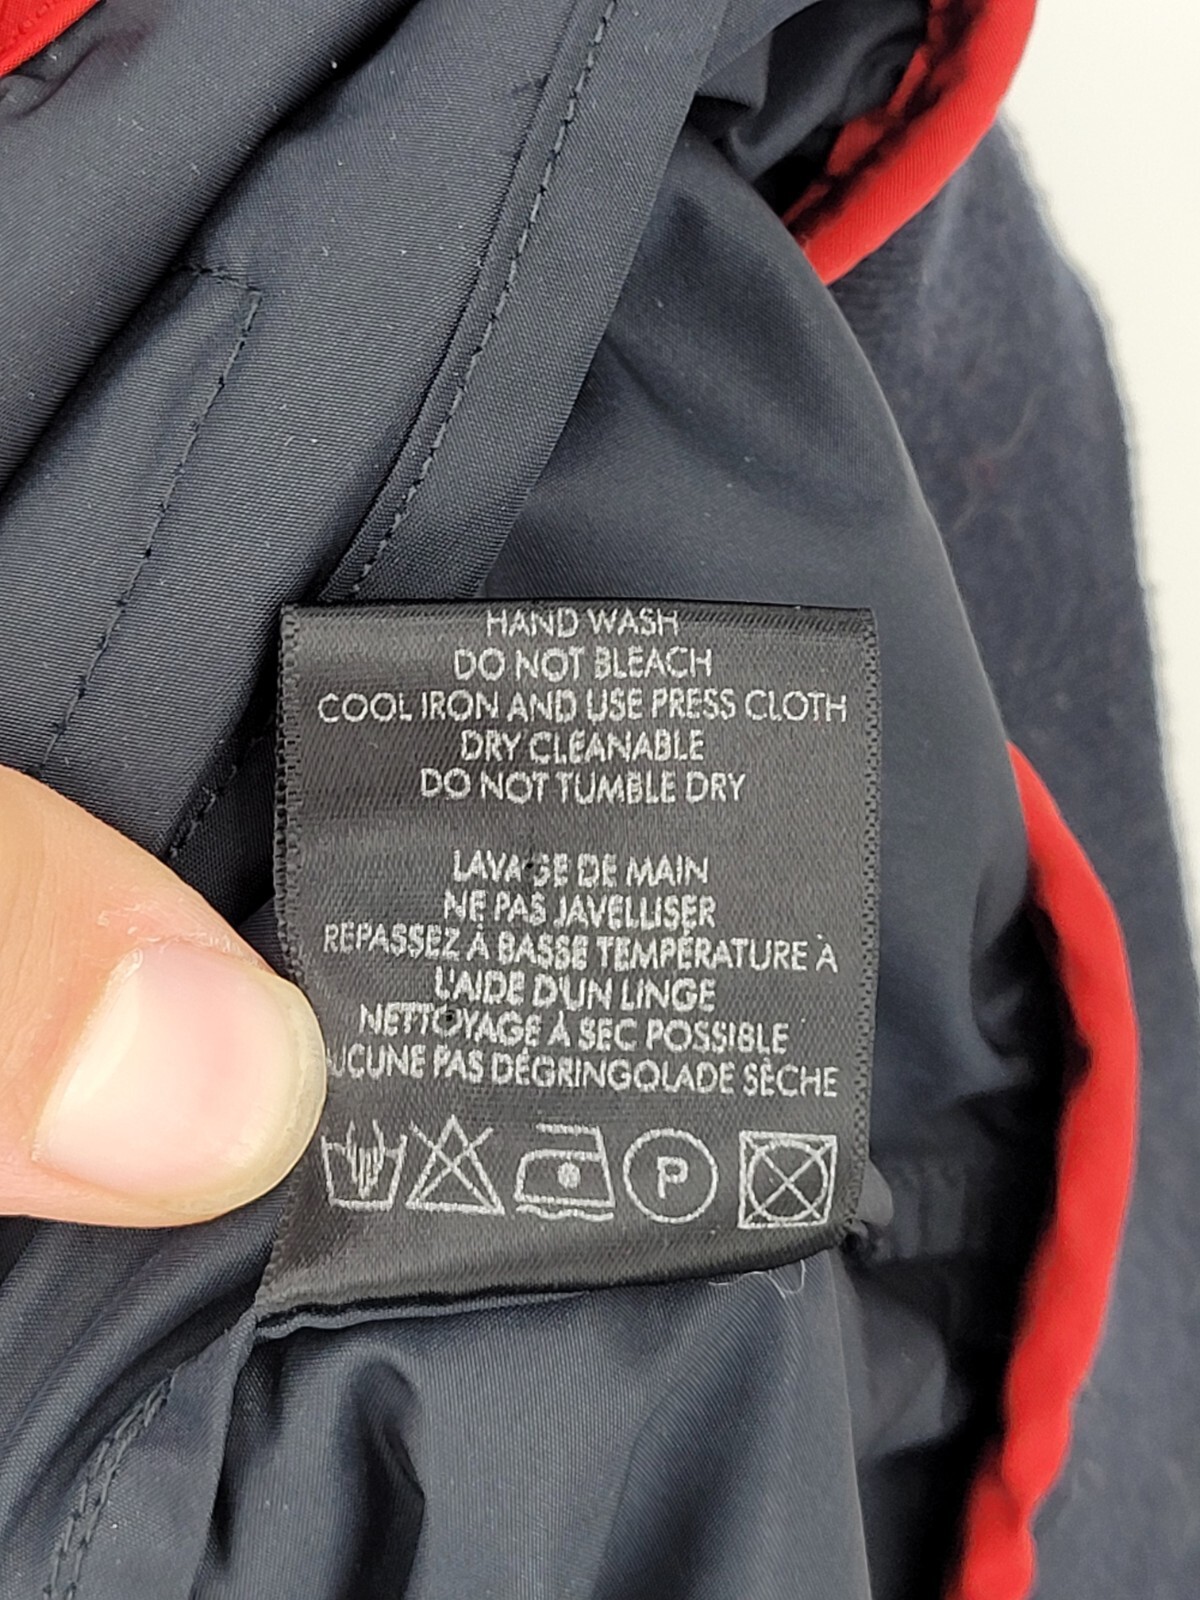 HAND WASH
DO NOT BLEACH
COOL IRON AND USE PRESS CLOTH
DRY CLEANABLE
DO NOT TUMBLE DRY
LAVAGE DE MAIN
NE PAS JAVELLISER
REPASSEZ À BASSE TEMPÉRATURE À
L'AIDE D'UN LINGE
NETTOYAGE À SEC POSSIBLE
PAS DÉGRINGOLADE SÈCHE
P